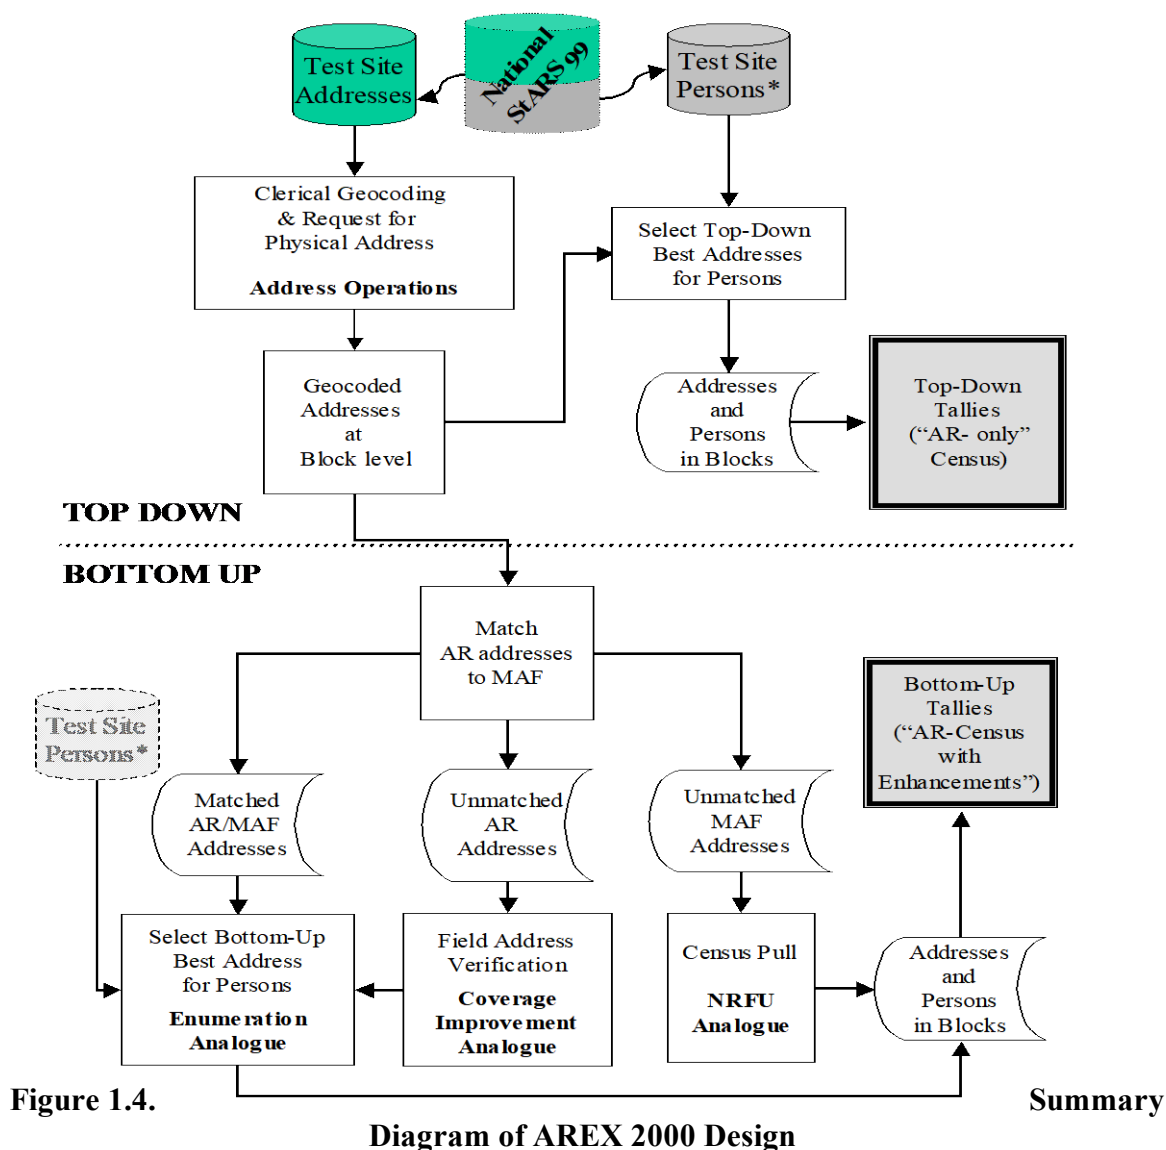 Test Site
Addresses
National
StARS 99
Test Site
Persons*
Clerical Geocoding
& Request for
Physical Address
Address Operations
Select Top-Down
Best Addresses
for Persons
Geocoded
Addresses
at
Block level
Addresses
and
Persons
in Blocks
Top-Down
Tallies
(“AR- only”
Census)
TOP DOWN
BOTTOM UP
Match
AR addresses
to MAF
Test Site
Persons*
Bottom-Up
Tallies
(“AR-Census
with
Enhancements”)
Matched
AR/MAF
Addresses
Unmatched
AR
Addresses
Unmatched
MAF
Addresses
Select Bottom-Up
Best Address
for Persons
Enumeration
Analogue
Field Address
Verification
Coverage
Improvement
Analogue
Census Pull
NRFU
Analogue
Addresses
and
Persons
in Blocks
Figure 1.4. Summary
Diagram of AREX 2000 Design